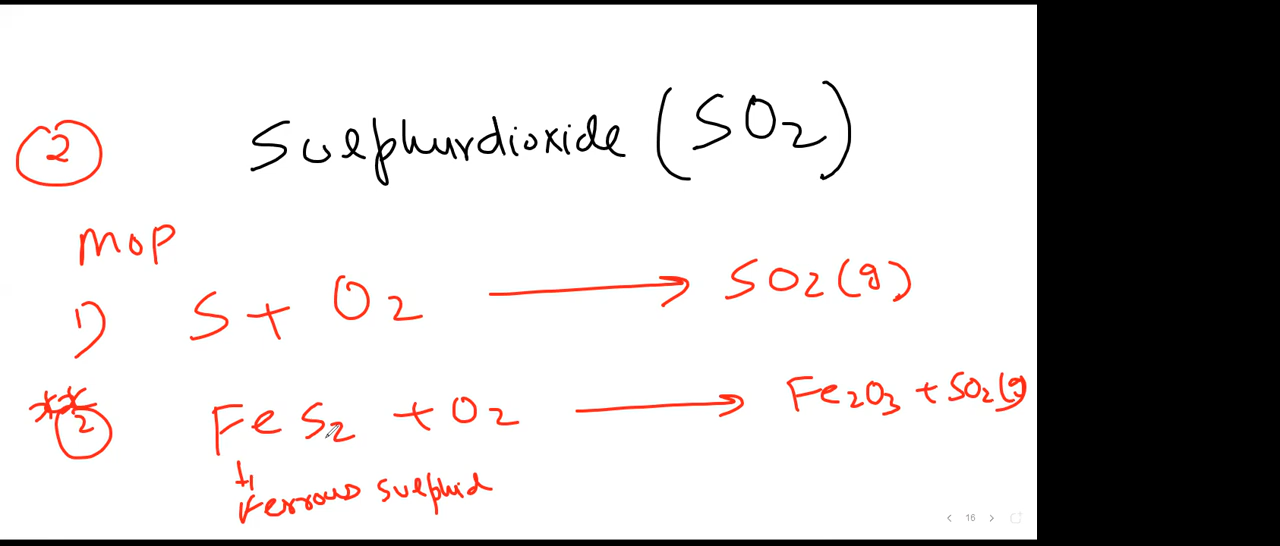 2
Sulphurdioxide (SO2)
MOP
1) S + O2 ⟶ SO2(g)
** 2 FeS2 + O2 ⟶ Fe2O3 + SO2(g)
Ferrous sulphid
< 16 >